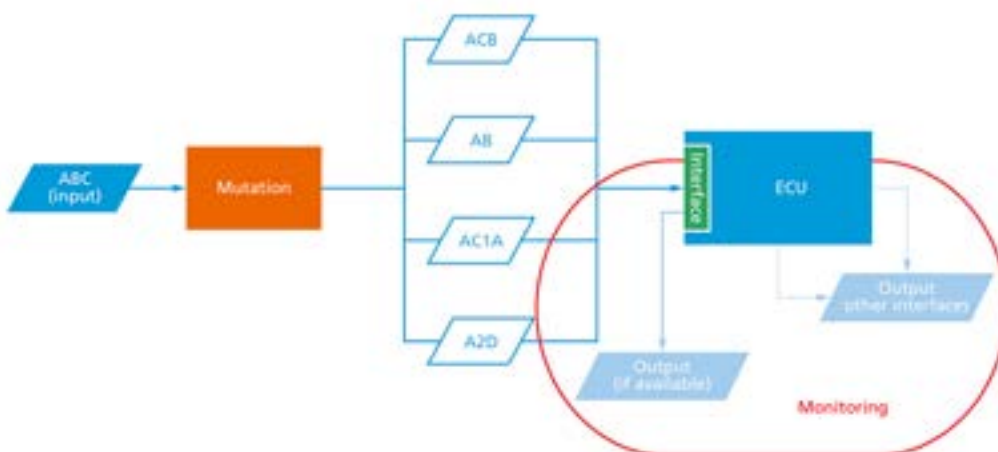 ACB
AB
ABC
(input)
Mutation
Interface
ECU
AC1A
Output
other interfaces
A2D
Output
(if available)
Monitoring